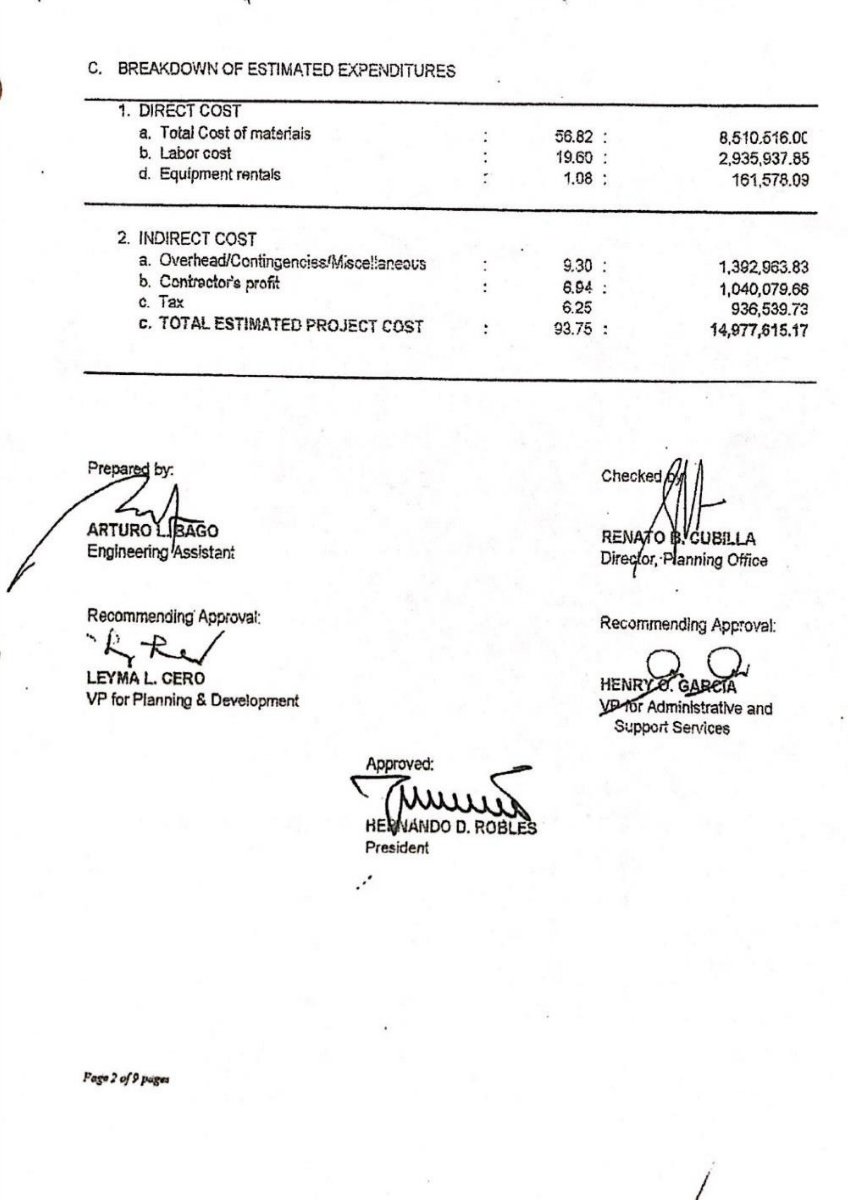 C. BREAKDOWN OF ESTIMATED EXPENDITURES
1. DIRECT COST
a. Total Cost of materials : 56.82 : 8,510,516.00
b. Labor cost : 19.60 : 2,935,937.85
d. Equipment rentals : 1.08 : 161,578.09
2. INDIRECT COST
a. Overhead/Contingencies/Miscellaneous : 9.30 : 1,392,963.83
b. Contractor's profit : 6.94 : 1,040,079.66
c. Tax 6.25 936,539.73
c. TOTAL ESTIMATED PROJECT COST : 93.75 : 14,977,615.17
Prepared by: Checked by:
ARTURO L. BAGO RENATO B. CUBILLA
Engineering Assistant Director, Planning Office
Recommending Approval: Recommending Approval:
LEYMA L. CERO HENRY O. GARCIA
VP for Planning & Development VP for Administrative and
Support Services
Approved:
HERNANDO D. ROBLES
President
Page 2 of 9 pages